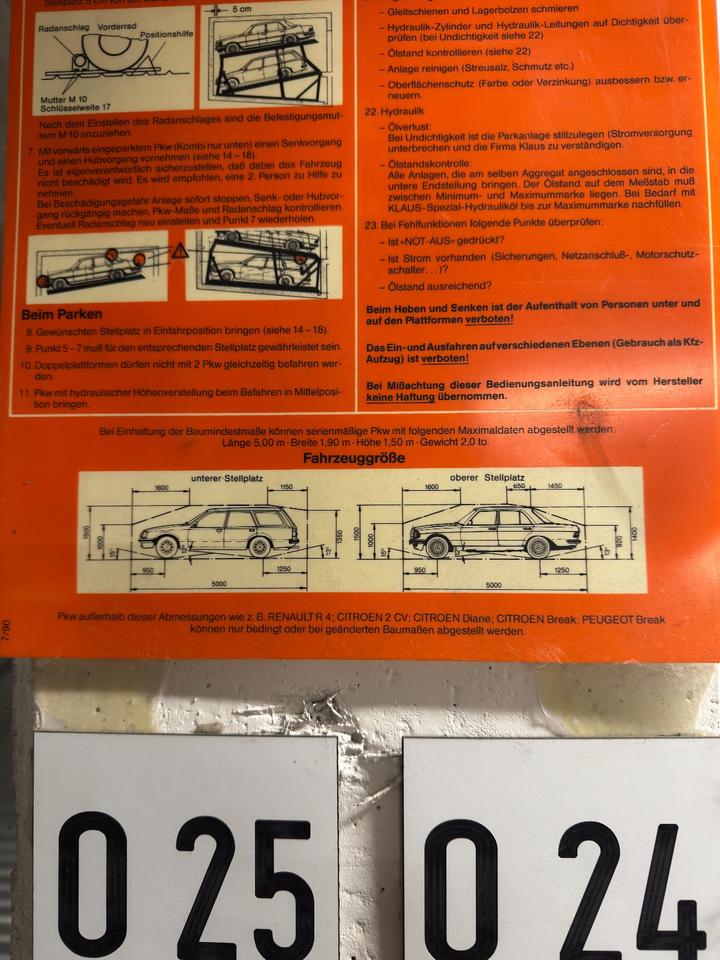 Stellplatz 5 cm von der
Radanschlag Vorderrad
Positionshilfe
Mutter M 10
Schlüsselweite 17
5 cm
Nach dem Einstellen des Radanschlages sind die Befestigungsmut-
tern M 10 anzuziehen.
7. Mit vorwärts eingeparktem Pkw (Kombi nur unten) einen Senkvorgang
und einen Hubvorgang vornehmen (siehe 14 – 18).
Es ist eigenverantwortlich sicherzustellen, daß dabei das Fahrzeug
nicht beschädigt wird. Es wird empfohlen, eine 2. Person zu Hilfe zu
nehmen.
Bei Beschädigungsgefahr Anlage sofort stoppen, Senk- oder Hubvor-
gang rückgängig machen, Pkw-Maße und Radanschlag kontrollieren.
Eventuell Radanschlag neu einstellen und Punkt 7 wiederholen.
Beim Parken
8. Gewünschten Stellplatz in Einfahrposition bringen (siehe 14 – 18).
9. Punkt 5 – 7 muß für den entsprechenden Stellplatz gewährleistet sein.
10. Doppelplattformen dürfen nicht mit 2 Pkw gleichzeitig befahren wer-
den.
11. Pkw mit hydraulischer Höhenverstellung beim Befahren in Mittelposi-
tion bringen.
– Gleitschienen und Lagerbolzen schmieren
– Hydraulik-Zylinder und Hydraulik-Leitungen auf Dichtigkeit über-
prüfen (bei Undichtigkeit siehe 22)
– Ölstand kontrollieren (siehe 22)
– Anlage reinigen (Streusalz, Schmutz etc.)
– Oberflächenschutz (Farbe oder Verzinkung) ausbessern bzw. er-
neuern.
22. Hydraulik
– Ölverlust:
Bei Undichtigkeit ist die Parkanlage stillzulegen (Stromversorgung
unterbrechen und die Firma Klaus zu verständigen.
– Ölstandskontrolle:
Alle Anlagen, die am selben Aggregat angeschlossen sind, in die
untere Endstellung bringen. Der Ölstand auf dem Meßstab muß
zwischen Minimum- und Maximummarke liegen. Bei Bedarf mit
KLAUS-Spezial-Hydrauliköl bis zur Maximummarke nachfüllen.
23. Bei Fehlfunktionen folgende Punkte überprüfen:
– Ist »NOT-AUS« gedrückt?
– Ist Strom vorhanden (Sicherungen, Netzanschluß-, Motorschutz-
schalter...)?
– Ölstand ausreichend?
Beim Heben und Senken ist der Aufenthalt von Personen unter und
auf den Plattformen verboten!
Das Ein- und Ausfahren auf verschiedenen Ebenen (Gebrauch als Kfz-
Aufzug) ist verboten!
Bei Mißachtung dieser Bedienungsanleitung wird vom Hersteller
keine Haftung übernommen.
Bei Einhaltung der Baumindestmaße können serienmäßige Pkw mit folgenden Maximaldaten abgestellt werden.
Länge 5,00 m · Breite 1,90 m · Höhe 1,50 m · Gewicht 2,0 to.
Fahrzeuggröße
unterer Stellplatz
1600 1150
1500 1000 1350
15° 12° 13°
950 1250
5000
oberer Stellplatz
1600 650 1450
1500 1000 920 1400
15° 13°
950 1250
5000
Pkw außerhalb dieser Abmessungen wie z. B. RENAULT R 4; CITROEN 2 CV; CITROEN Diane; CITROEN Break; PEUGEOT Break
können nur bedingt oder bei geänderten Baumaßen abgestellt werden.
7/90
0 25
0 24